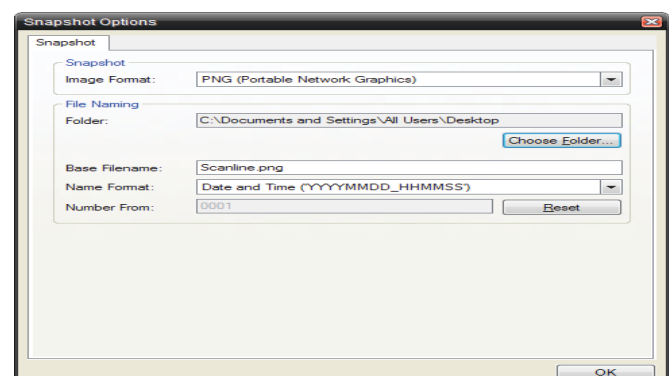 Snapshot Options
Snapshot
Snapshot
Image Format: PNG (Portable Network Graphics)
File Naming
Folder: C:\Documents and Settings\All Users\Desktop
Choose Folder...
Base Filename: Scanline.png
Name Format: Date and Time ('YYYYMMDD_HHMMSS')
Number From: 0001 Reset
OK